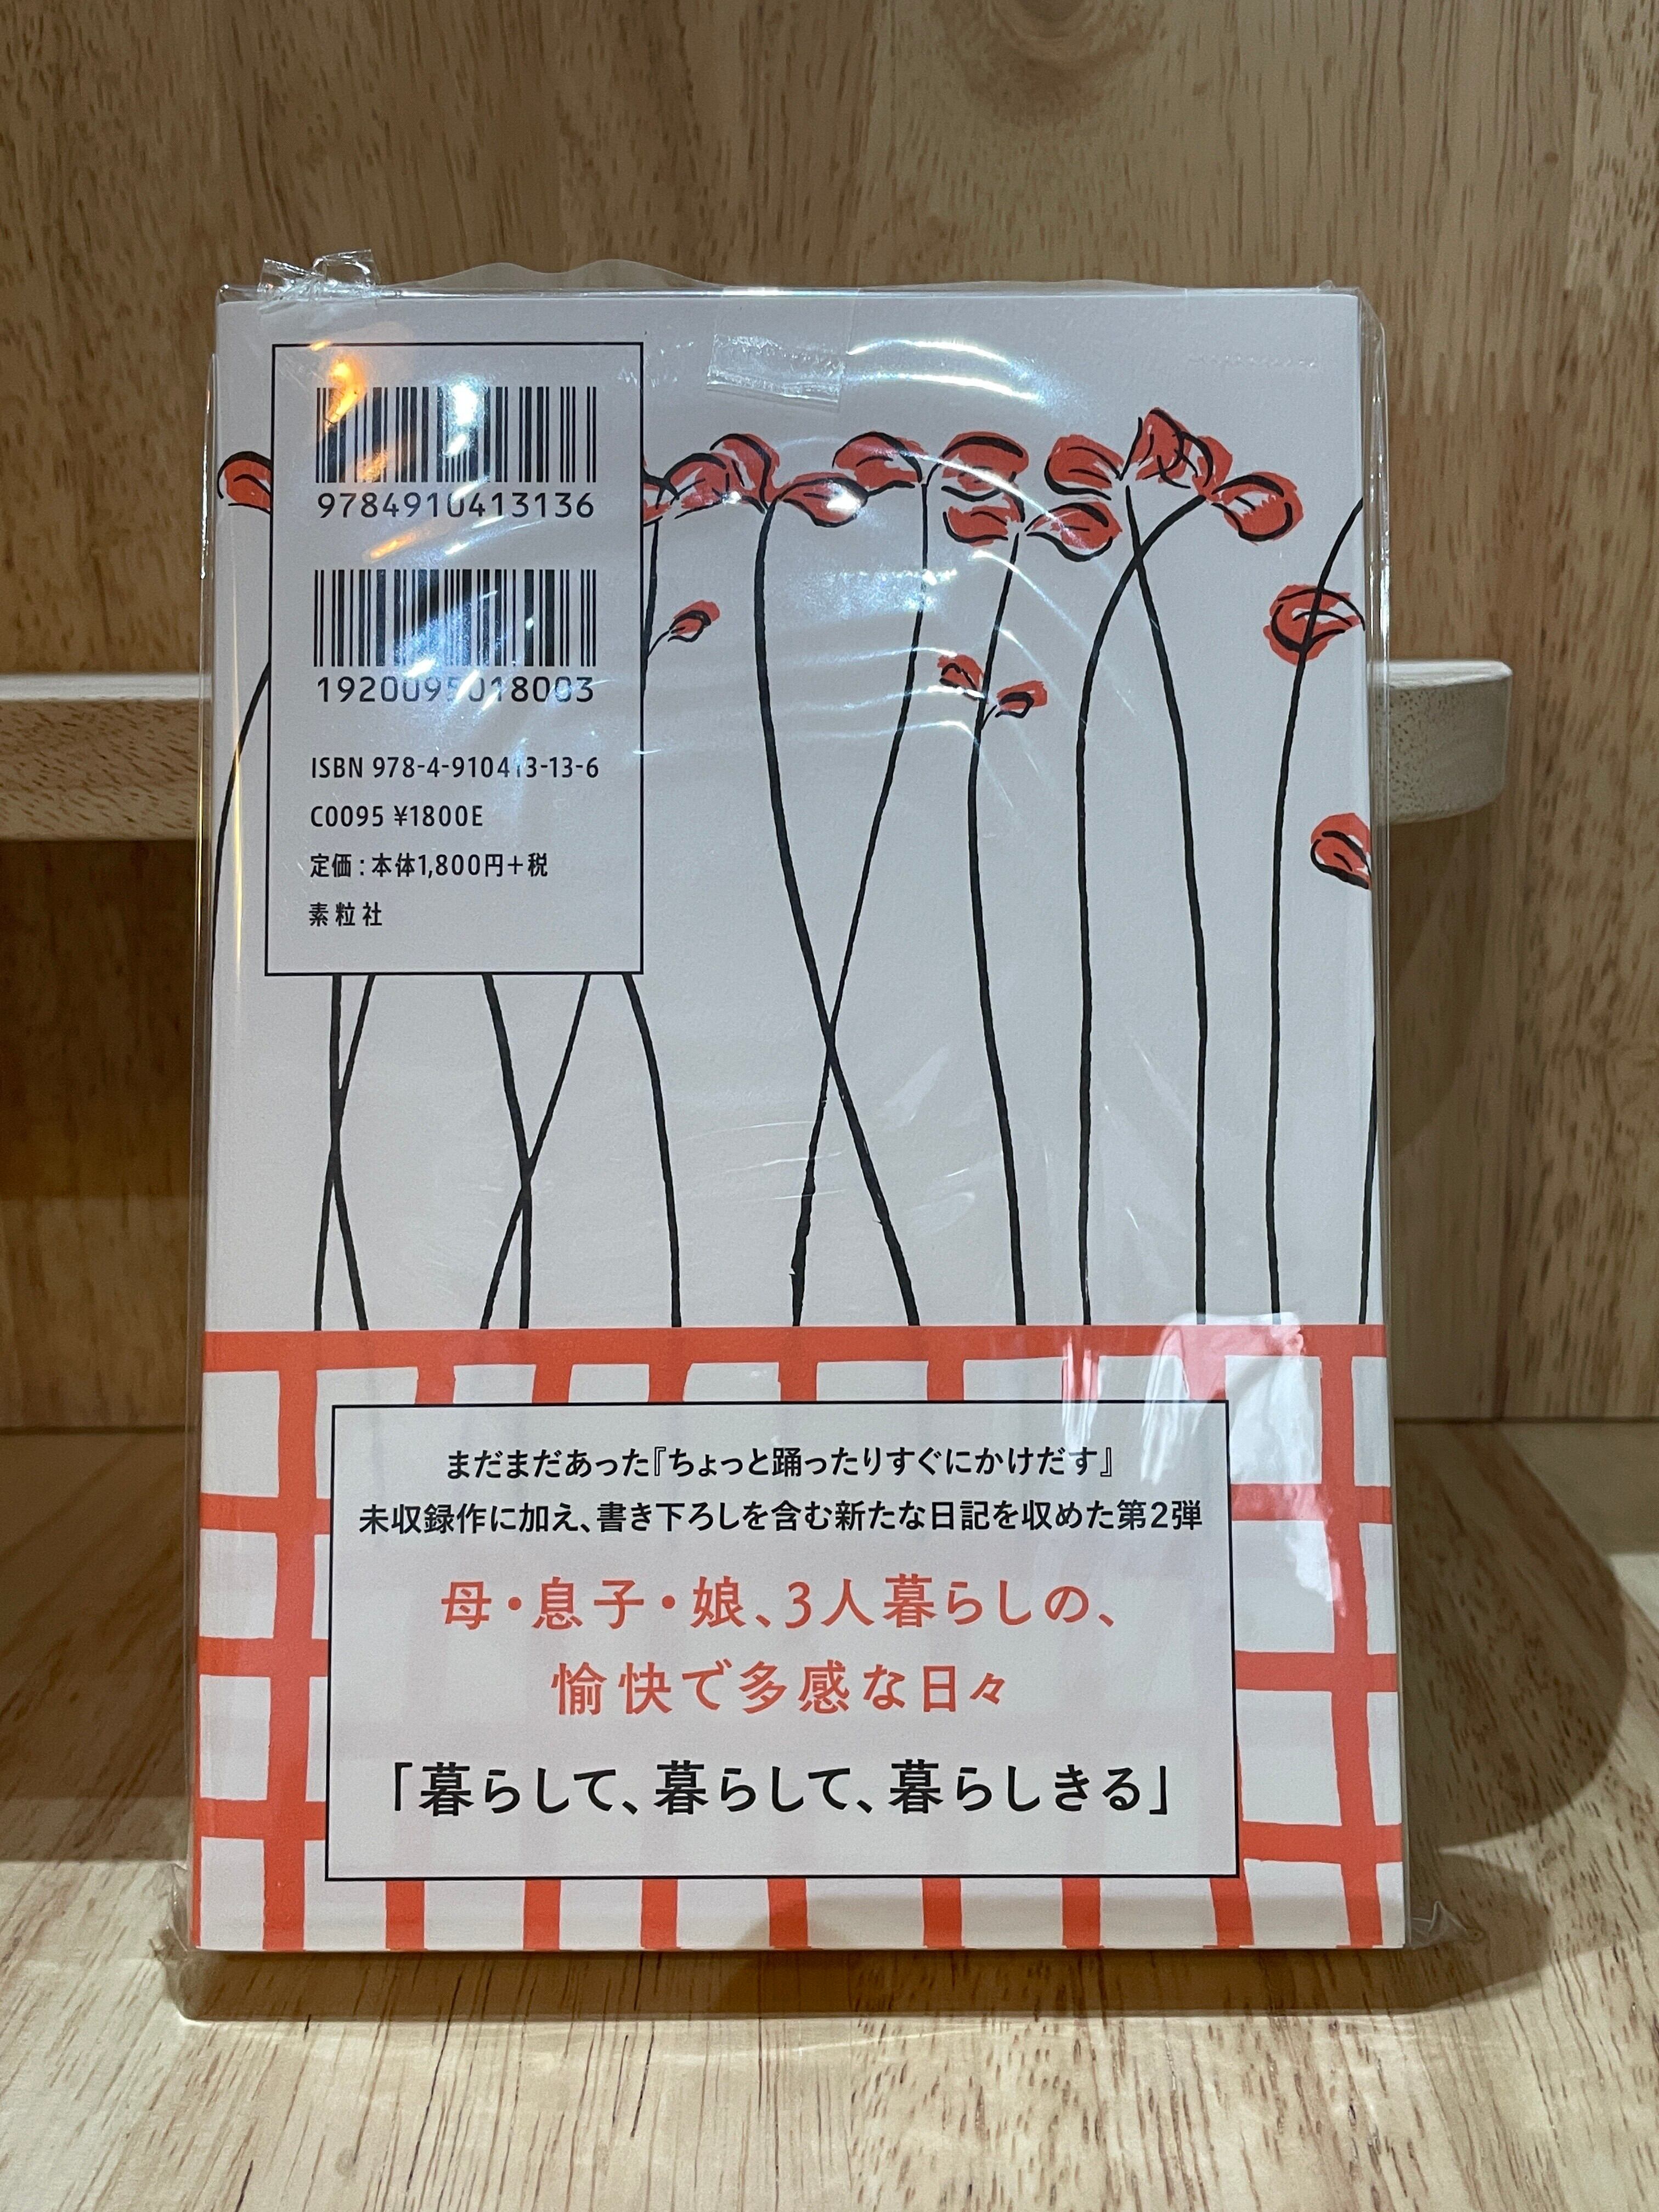 9784910413136
1920095018003
ISBN 978-4-910413-13-6
C0095 ¥1800E
定価：本体1,800円＋税
素粒社
まだまだあった『ちょっと踊ったりすぐにかけだす』
未収録作に加え、書き下ろしを含む新たな日記を収めた第2弾
母・息子・娘、3人暮らしの、
愉快で多感な日々
「暮らして、暮らして、暮らしきる」